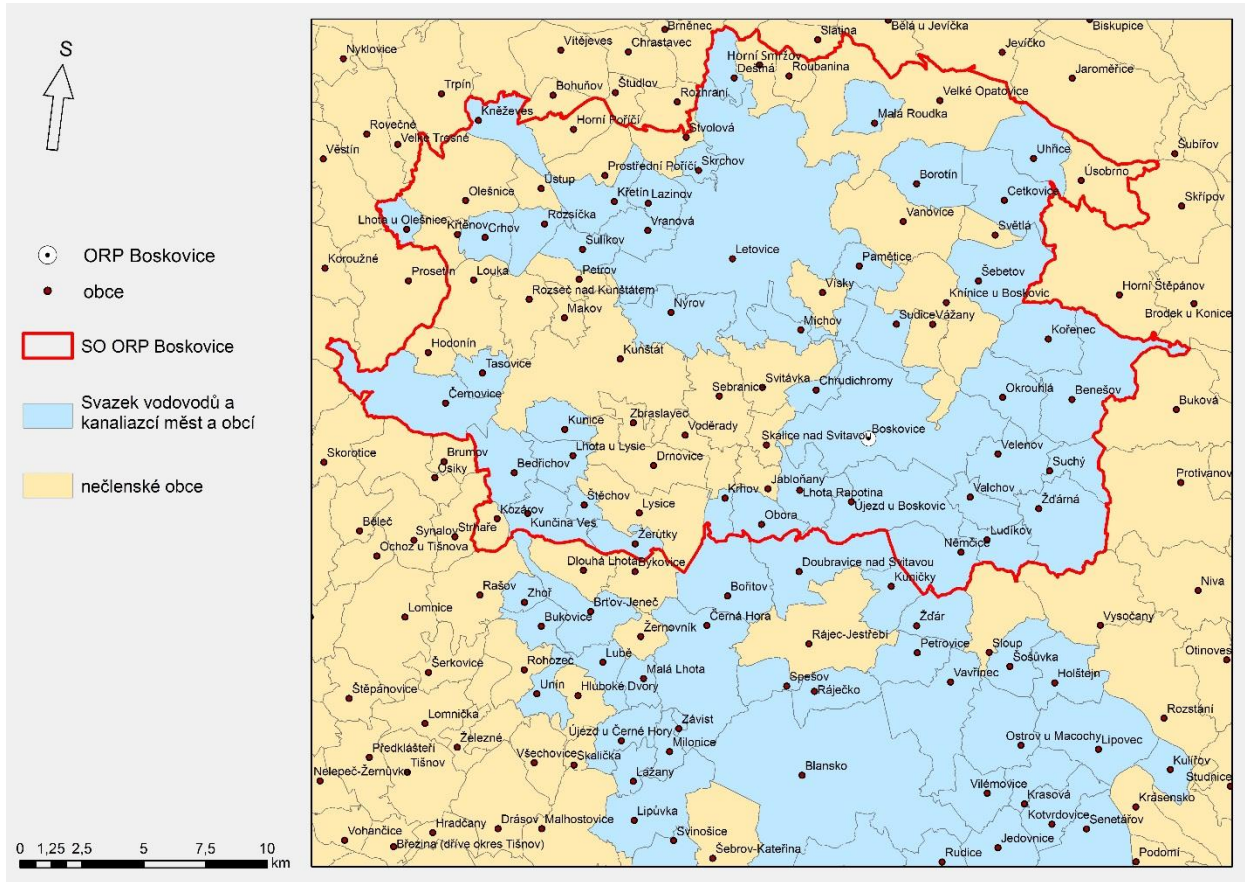 S
ORP Boskovice
obce
SO ORP Boskovice
Svazek vodovodů a
kanaliazcí měst a obcí
nečlenské obce
0 1,25 2,5 5 7,5 10
km
Brněnec
Slatina
Bělá u Jevíčka
Biskupice
Nyklovice
Vítějeves
Chrastavec
Horní Smržov
Jevíčko
Deštná
Roubanina
Jaroměřice
Trpín
Bohuňov
Študlov
Rozhraní
Velké Opatovice
Kněževes
Malá Roudka
Rovečné
Horní Poříčí
Stvolová
Velké Tresné
Šubířov
Věstín
Uhřice
Prostřední Poříčí
Skrchov
Úsobrno
Ústup
Borotín
Olešnice
Křetín
Lazinov
Cetkovice
Skřípov
Lhota u Olešnice
Rozsíčka
Vanovice
Křtěnov
Crhov
Vranová
Světlá
Šulíkov
Letovice
Koroužné
Pamětice
Prosetín
Louka
Petrov
Šebetov
Rozseč nad Kunštátem
Vísky
Knínice u Boskovic
Horní Štěpánov
Makov
Nýrov
Brodek u Konice
Míchov
Sudice
Vážany
Kořenec
Hodonín
Kunštát
Tasovice
Svitávka
Chrudichromy
Sebranice
Okrouhlá
Benešov
Černovice
Buková
Zbraslavec
Kunice
Voděrady
Skalice nad Svitavou
Boskovice
Lhota u Lysic
Velenov
Skorotice
Brumov
Drnovice
Suchý
Osiky
Bedřichov
Jabloňany
Protivanov
Krhov
Lhota Rapotina
Valchov
Štěchov
Lysice
Újezd u Boskovic
Žďárná
Kozárov
Kunčina Ves
Obora
Běleč
Synalov
Strhaře
Ludíkov
Žerůtky
Němčice
Ochoz u Tišnova
Dlouhá Lhota
Býkovice
Doubravice nad Svitavou
Kuničky
Niva
Rašov
Zhoř
Bořitov
Brťov-Jeneč
Lomnice
Bukovice
Černá Hora
Žďár
Vysočany
Žernovík
Rájec-Jestřebí
Petrovice
Sloup
Otinoves
Lubě
Šošůvka
Šerkovice
Rohozec
Malá Lhota
Vavřinec
Holštejn
Štěpánovice
Unín
Hluboké Dvory
Spešov
Ráječko
Lomnička
Závist
Rozstání
Železné
Újezd u Černé Hory
Ostrov u Macochy
Lipovec
Předklášteří
Všechovice
Skalička
Milonice
Kulířov
Tišnov
Blansko
Nelepeč-Žernůvka
Lažany
Studnice
Vilémovice
Krasová
Krásensko
Lipůvka
Kotvrdovice
Senetářov
Vohančice
Hradčany
Drásov
Malhostovice
Svinošice
Jedovnice
Březina (dříve okres Tišnov)
Šebrov-Kateřina
Rudice
Podomí